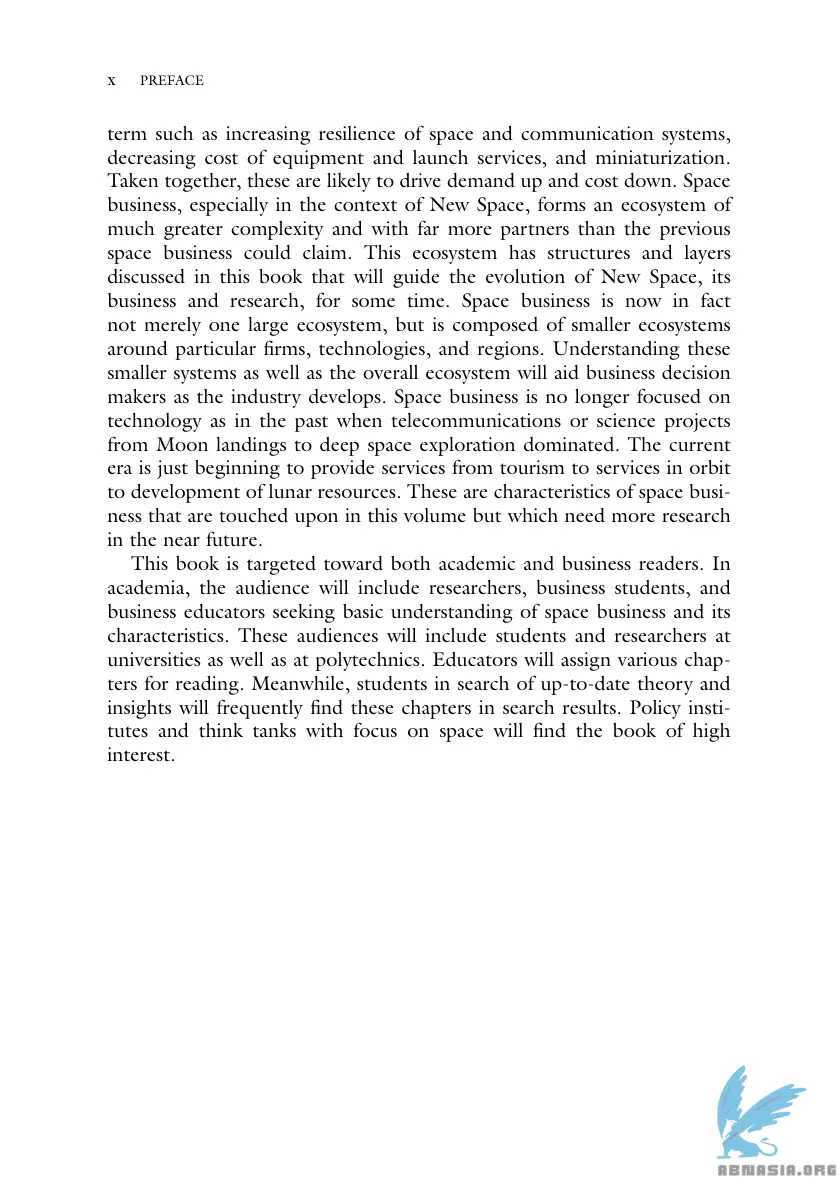 x PREFACE
term such as increasing resilience of space and communication systems,
decreasing cost of equipment and launch services, and miniaturization.
Taken together, these are likely to drive demand up and cost down. Space
business, especially in the context of New Space, forms an ecosystem of
much greater complexity and with far more partners than the previous
space business could claim. This ecosystem has structures and layers
discussed in this book that will guide the evolution of New Space, its
business and research, for some time. Space business is now in fact
not merely one large ecosystem, but is composed of smaller ecosystems
around particular firms, technologies, and regions. Understanding these
smaller systems as well as the overall ecosystem will aid business decision
makers as the industry develops. Space business is no longer focused on
technology as in the past when telecommunications or science projects
from Moon landings to deep space exploration dominated. The current
era is just beginning to provide services from tourism to services in orbit
to development of lunar resources. These are characteristics of space busi-
ness that are touched upon in this volume but which need more research
in the near future.
This book is targeted toward both academic and business readers. In
academia, the audience will include researchers, business students, and
business educators seeking basic understanding of space business and its
characteristics. These audiences will include students and researchers at
universities as well as at polytechnics. Educators will assign various chap-
ters for reading. Meanwhile, students in search of up-to-date theory and
insights will frequently find these chapters in search results. Policy insti-
tutes and think tanks with focus on space will find the book of high
interest.
ABNASIA.ORG